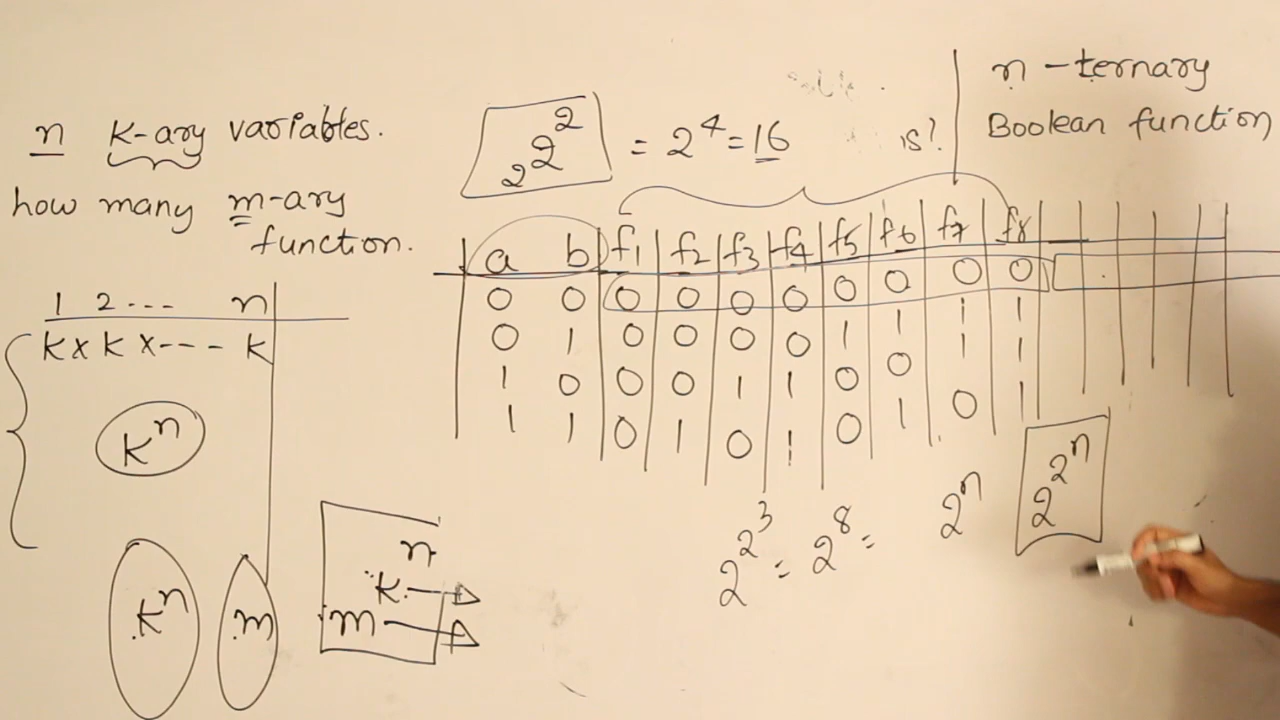 n K-ary variables.
how many m-ary
function.
1 2 --- n
K x K x --- - K
K^n
K^n m
m^K^n
2^2^2 = 2^4 = 16
is?
n - ternary
Boolean function
a b f1 f2 f3 f4 f5 f6 f7 f8
0 0 0 0 0 0 0 0 0 0
0 1 0 0 0 0 1 1 1 1
1 0 0 0 1 1 0 0 1 1
1 1 0 1 0 1 0 1 0 1
2^2^3 = 2^8 =
2^n
2^2^n